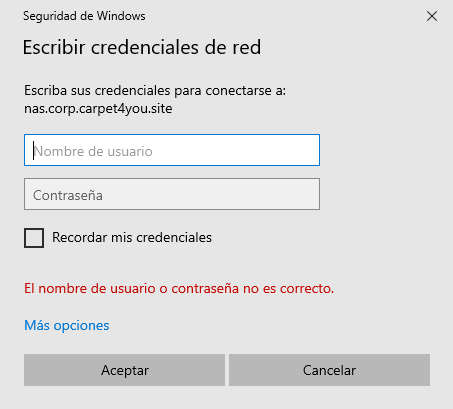 Seguridad de Windows
Escribir credenciales de red
Escriba sus credenciales para conectarse a:
nas.corp.carpet4you.site
Nombre de usuario
Contraseña
Recordar mis credenciales
El nombre de usuario o contraseña no es correcto.
Más opciones
Aceptar
Cancelar